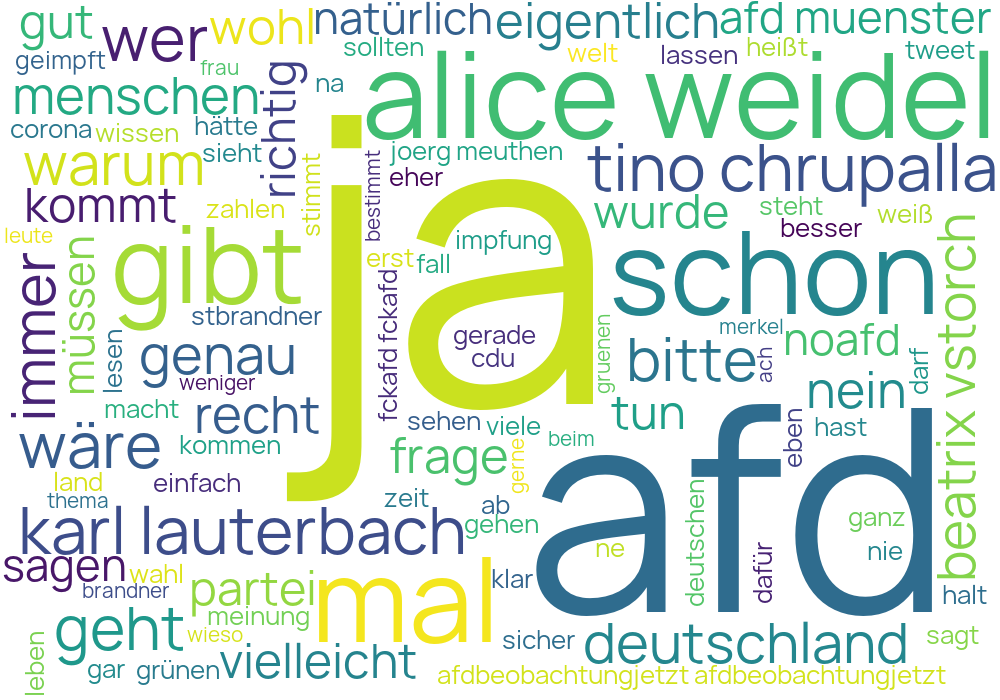 gut
wer
wohl
natürlich
eigentlich
afd muenster
geimpft
frau
sollten
welt
lassen
heißt
tweet
menschen
richtig
na
alice weidel
corona
wissen
hätte
warum
sieht
stimmt
bestimmt
joerg meuthen
eher
tino chrupalla
kommt
zahlen
ja
wurde
steht
weiß
besser
leute
müssen
gibt
impfung
erst
fall
schon
beatrix vstorch
immer
stbrandner
fckafd fckafd
gerade
cdu
gruenen
merkel
noafd
lesen
genau
weniger
bitte
ach
darf
nein
macht
recht
sehen
viele
tun
wäre
kommen
frage
beim
gerne
eben
hast
afd
land
einfach
thema
zeit
ab
gehen
karl lauterbach
deutschen
ganz
ne
dafür
nie
sagen
wahl
brandner
partei
mal
klar
halt
meinung
geht
wieso
sicher
deutschland
sagt
leben
gar
grünen
vielleicht
afdbeobachtungjetzt afdbeobachtungjetzt